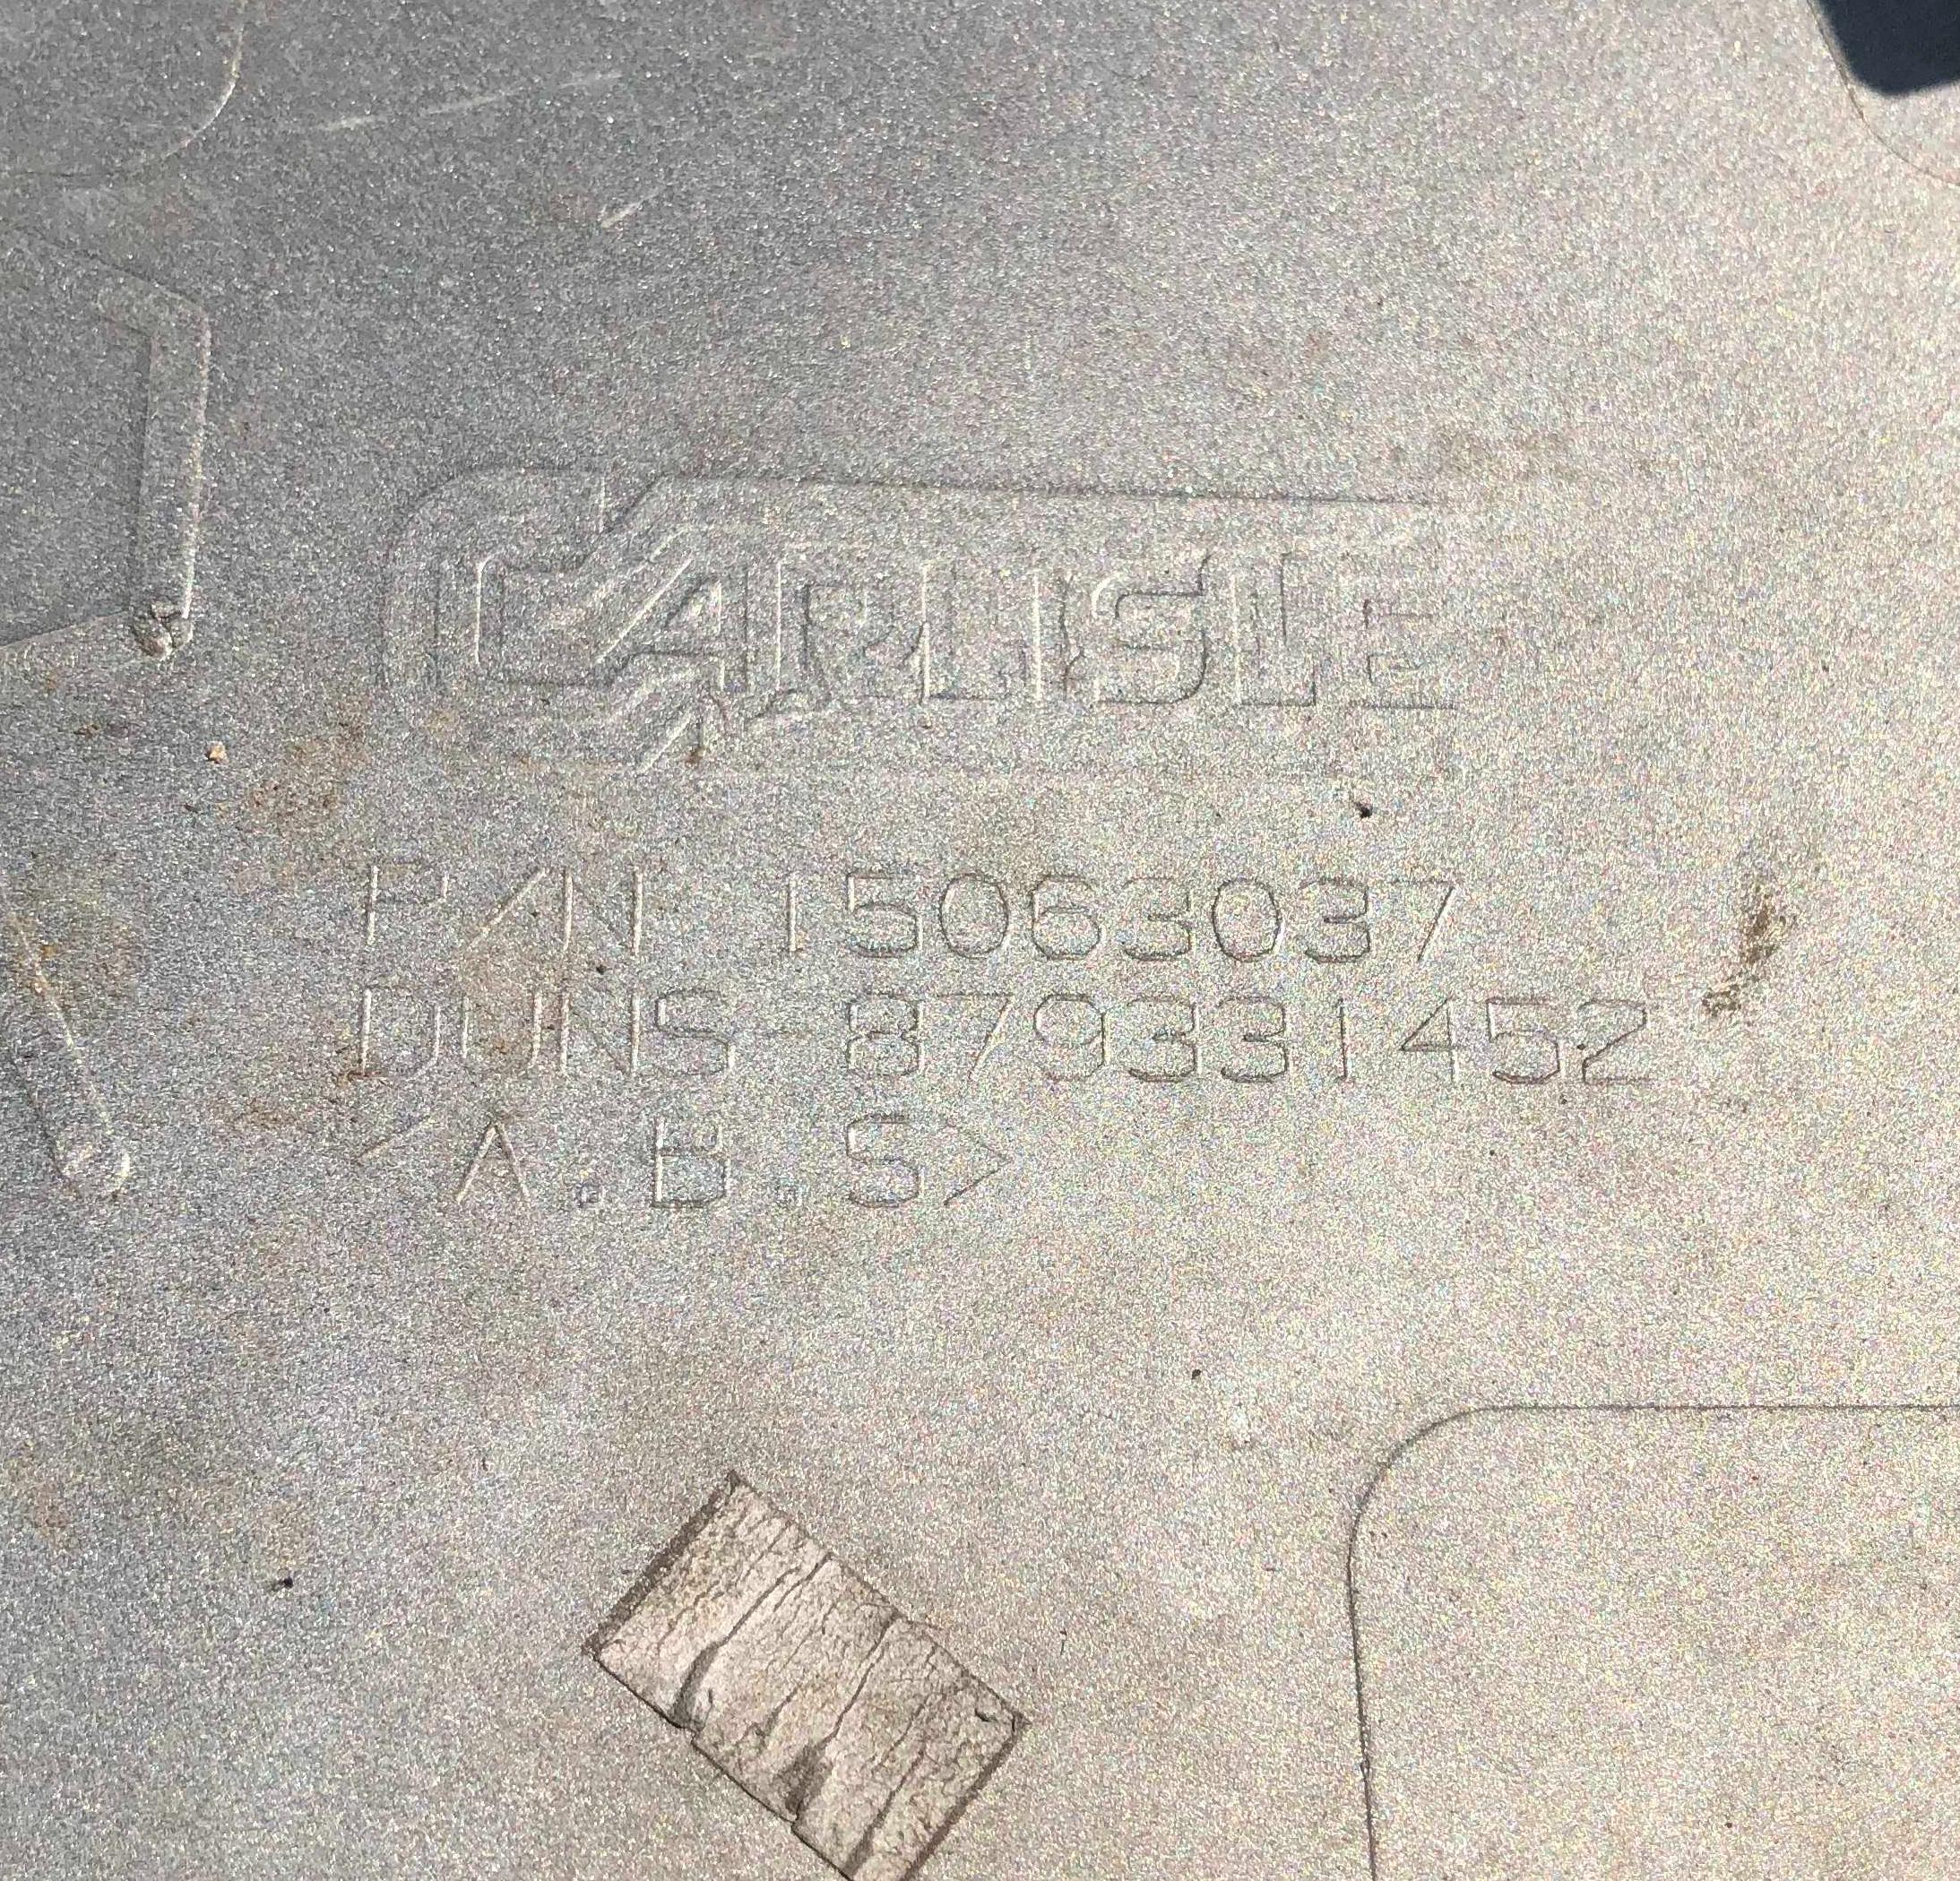 CARLISLE
P/N 15063037
DUNS-879331452
<A.B.S>